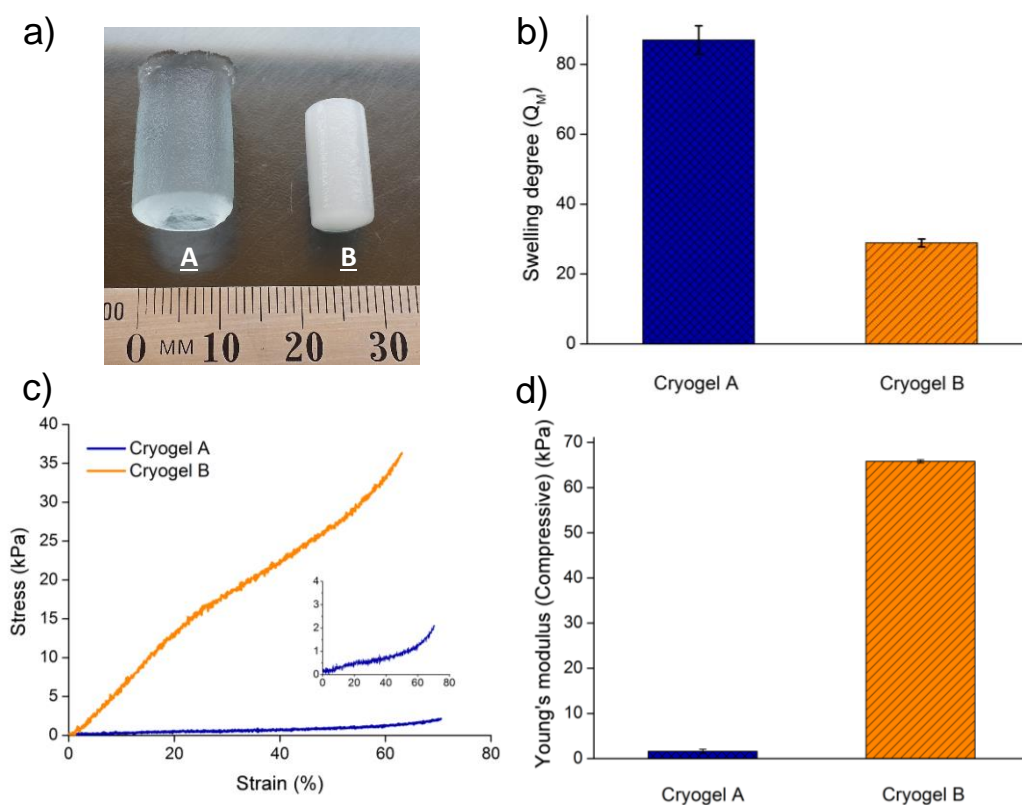 a)
A
B
00
0 MM 10 20 30
b)
Swelling degree (QM)
80
60
40
20
0
Cryogel A Cryogel B
c)
Stress (kPa)
40
35
30
25
20
15
10
5
0
Cryogel A
Cryogel B
4
3
2
1
0
0 20 40 60 80
0 20 40 60 80
Strain (%)
d)
Young's modulus (Compressive) (kPa)
70
60
50
40
30
20
10
0
Cryogel A Cryogel B